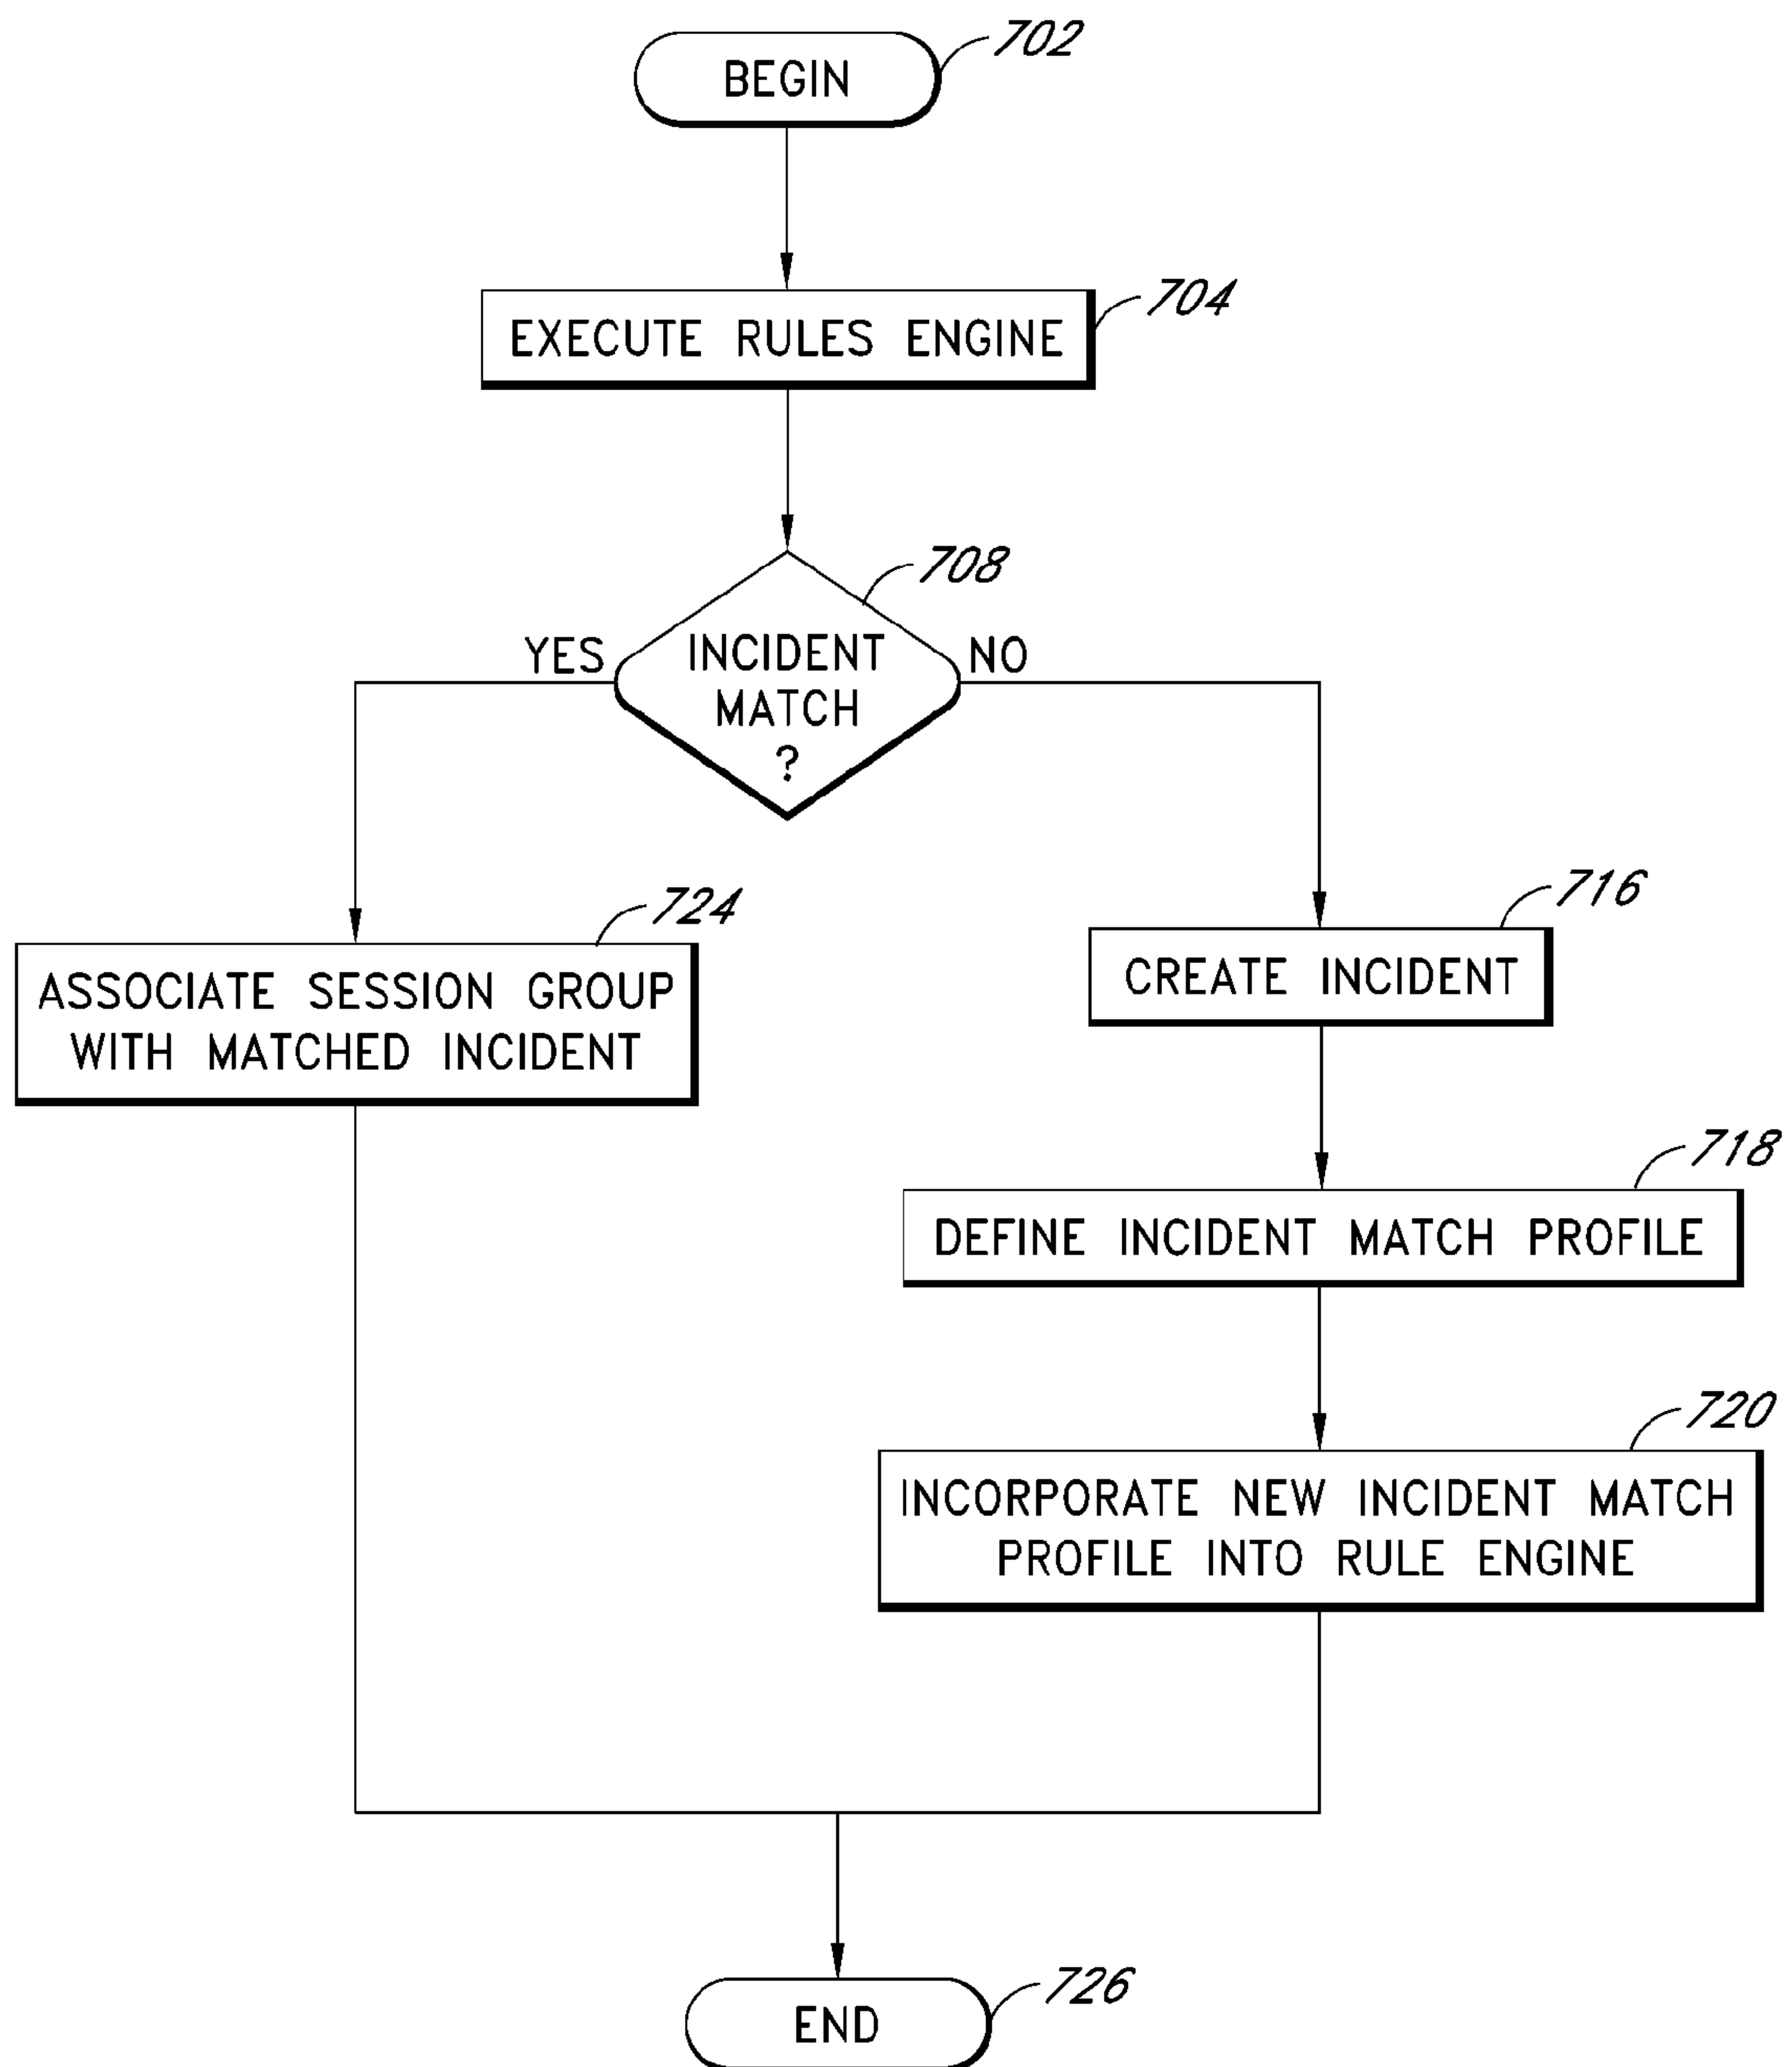 BEGIN
702
EXECUTE RULES ENGINE
704
708
INCIDENT
MATCH
?
YES
NO
724
ASSOCIATE SESSION GROUP
WITH MATCHED INCIDENT
716
CREATE INCIDENT
718
DEFINE INCIDENT MATCH PROFILE
720
INCORPORATE NEW INCIDENT MATCH
PROFILE INTO RULE ENGINE
END
726